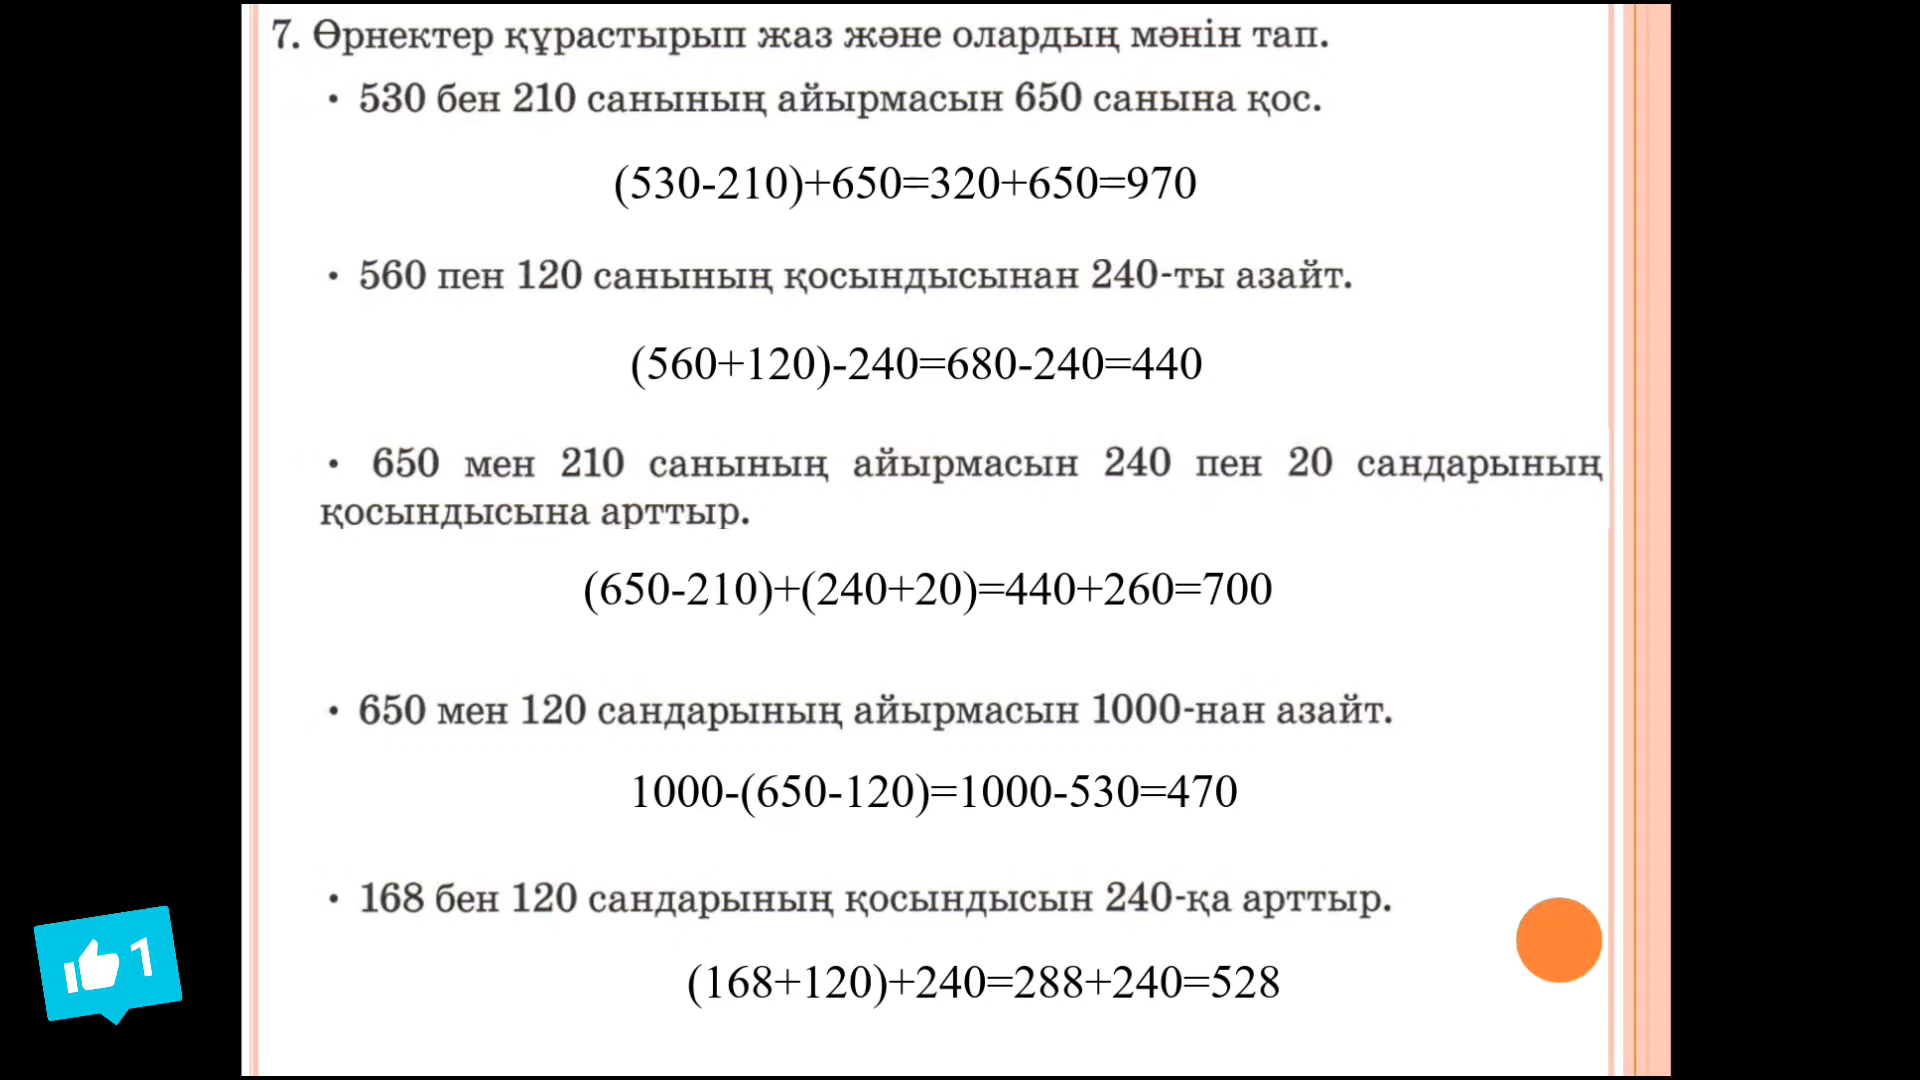 7. Өрнектер құрастырып жаз және олардың мәнін тап.
• 530 бен 210 санының айырмасын 650 санына қос.
(530-210)+650=320+650=970
• 560 пен 120 санының қосындысынан 240-ты азайт.
(560+120)-240=680-240=440
• 650 мен 210 санының айырмасын 240 пен 20 сандарының
қосындысына арттыр.
(650-210)+(240+20)=440+260=700
• 650 мен 120 сандарының айырмасын 1000-нан азайт.
1000-(650-120)=1000-530=470
• 168 бен 120 сандарының қосындысын 240-қа арттыр.
(168+120)+240=288+240=528
1